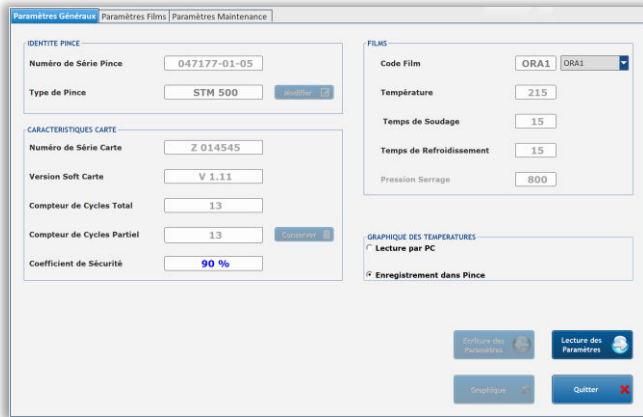 Paramètres Généraux Paramètres Films Paramètres Maintenance
IDENTITE PINCE
Numéro de Série Pince 047177-01-05
Type de Pince STM 500 Modifier
CARACTERISTIQUES CARTE
Numéro de Série Carte Z 014545
Version Soft Carte V 1.11
Compteur de Cycles Total 13
Compteur de Cycles Partiel 13 Conserver
Coefficient de Sécurité 90 %
FILMS
Code Film ORA1 ORA1
Température 215
Temps de Soudage 15
Temps de Refroidissement 15
Pression Serrage 800
GRAPHIQUE DES TEMPERATURES
Lecture par PC
Enregistrement dans Pince
Ecriture des
Paramètres
Lecture des
Paramètres
Graphique
Quitter